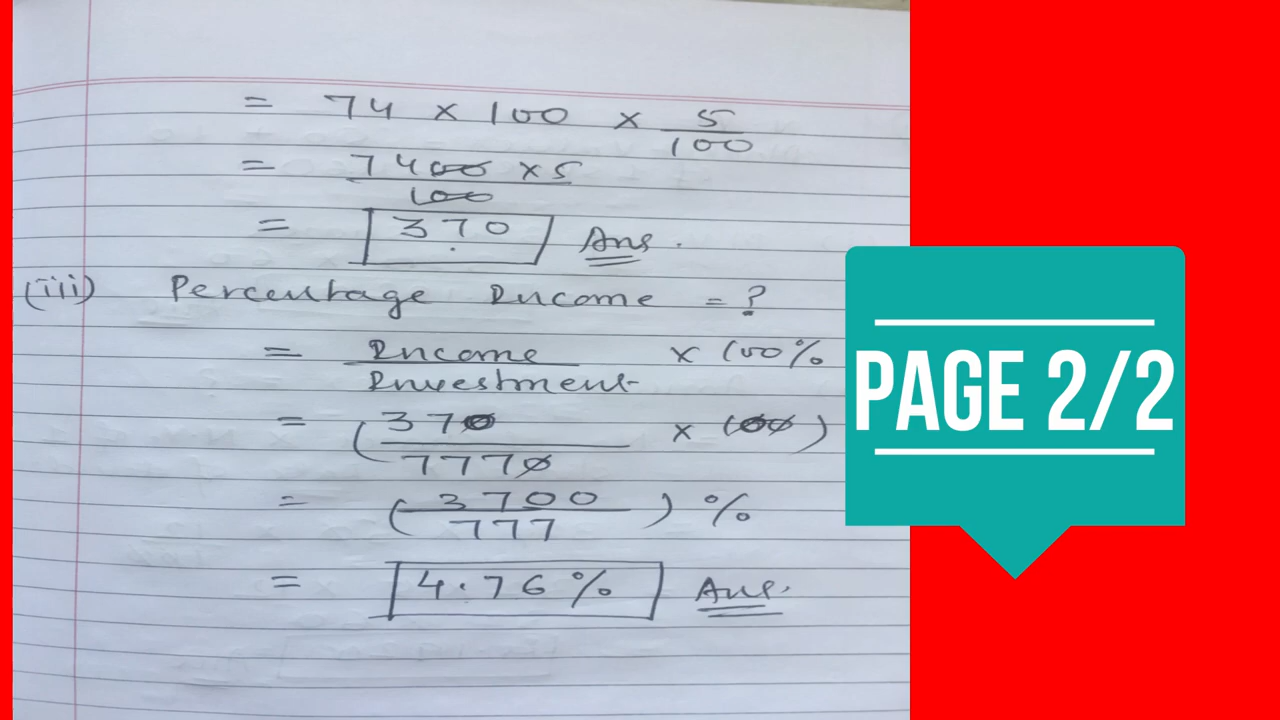 = 74 × 100 × 5/100
= 7400 × 5/100
= 370 Ans.
(iii) Percentage Income = ?
= Income/Investment × 100%
= (370/7770 × 100)
= (3700/777) %
= 4.76% Ans.
PAGE 2/2